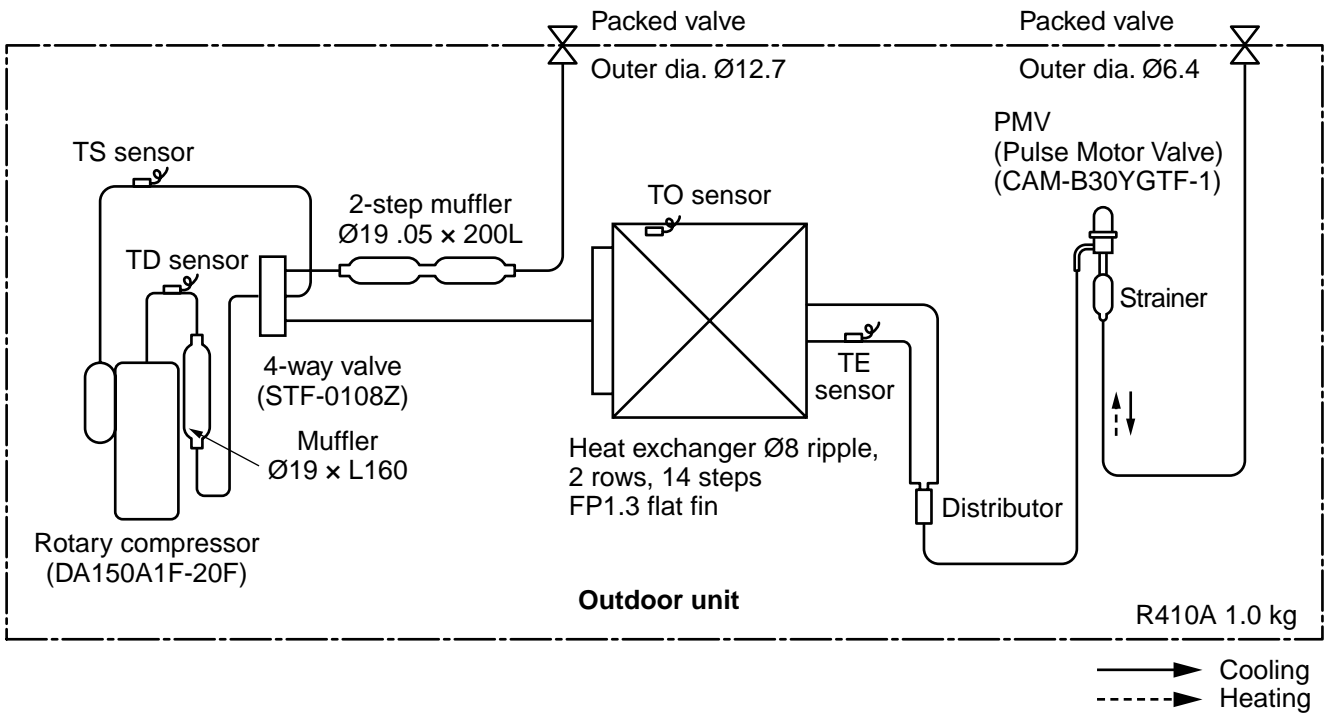 Packed valve
Outer dia. Ø12.7
Packed valve
Outer dia. Ø6.4
PMV
(Pulse Motor Valve)
(CAM-B30YGTF-1)
TS sensor
2-step muffler
Ø19 .05 × 200L
TO sensor
TD sensor
Strainer
4-way valve
(STF-0108Z)
TE
sensor
Muffler
Ø19 × L160
Heat exchanger Ø8 ripple,
2 rows, 14 steps
FP1.3 flat fin
Distributor
Rotary compressor
(DA150A1F-20F)
Outdoor unit
R410A 1.0 kg
Cooling
Heating